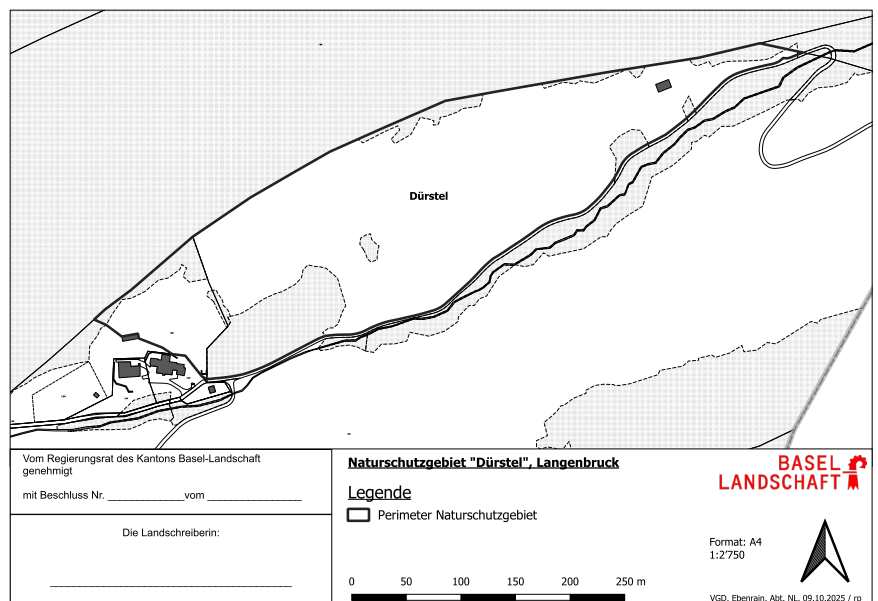 Dürstel
Vom Regierungsrat des Kantons Basel-Landschaft
genehmigt
mit Beschluss Nr. ______________vom _________________
Die Landschreiberin:
Naturschutzgebiet "Dürstel", Langenbruck
Legende
Perimeter Naturschutzgebiet
0 50 100 150 200 250 m
BASEL
LANDSCHAFT
Format: A4
1:2'750
VGD, Ebenrain, Abt. NL, 09.10.2025 / rp